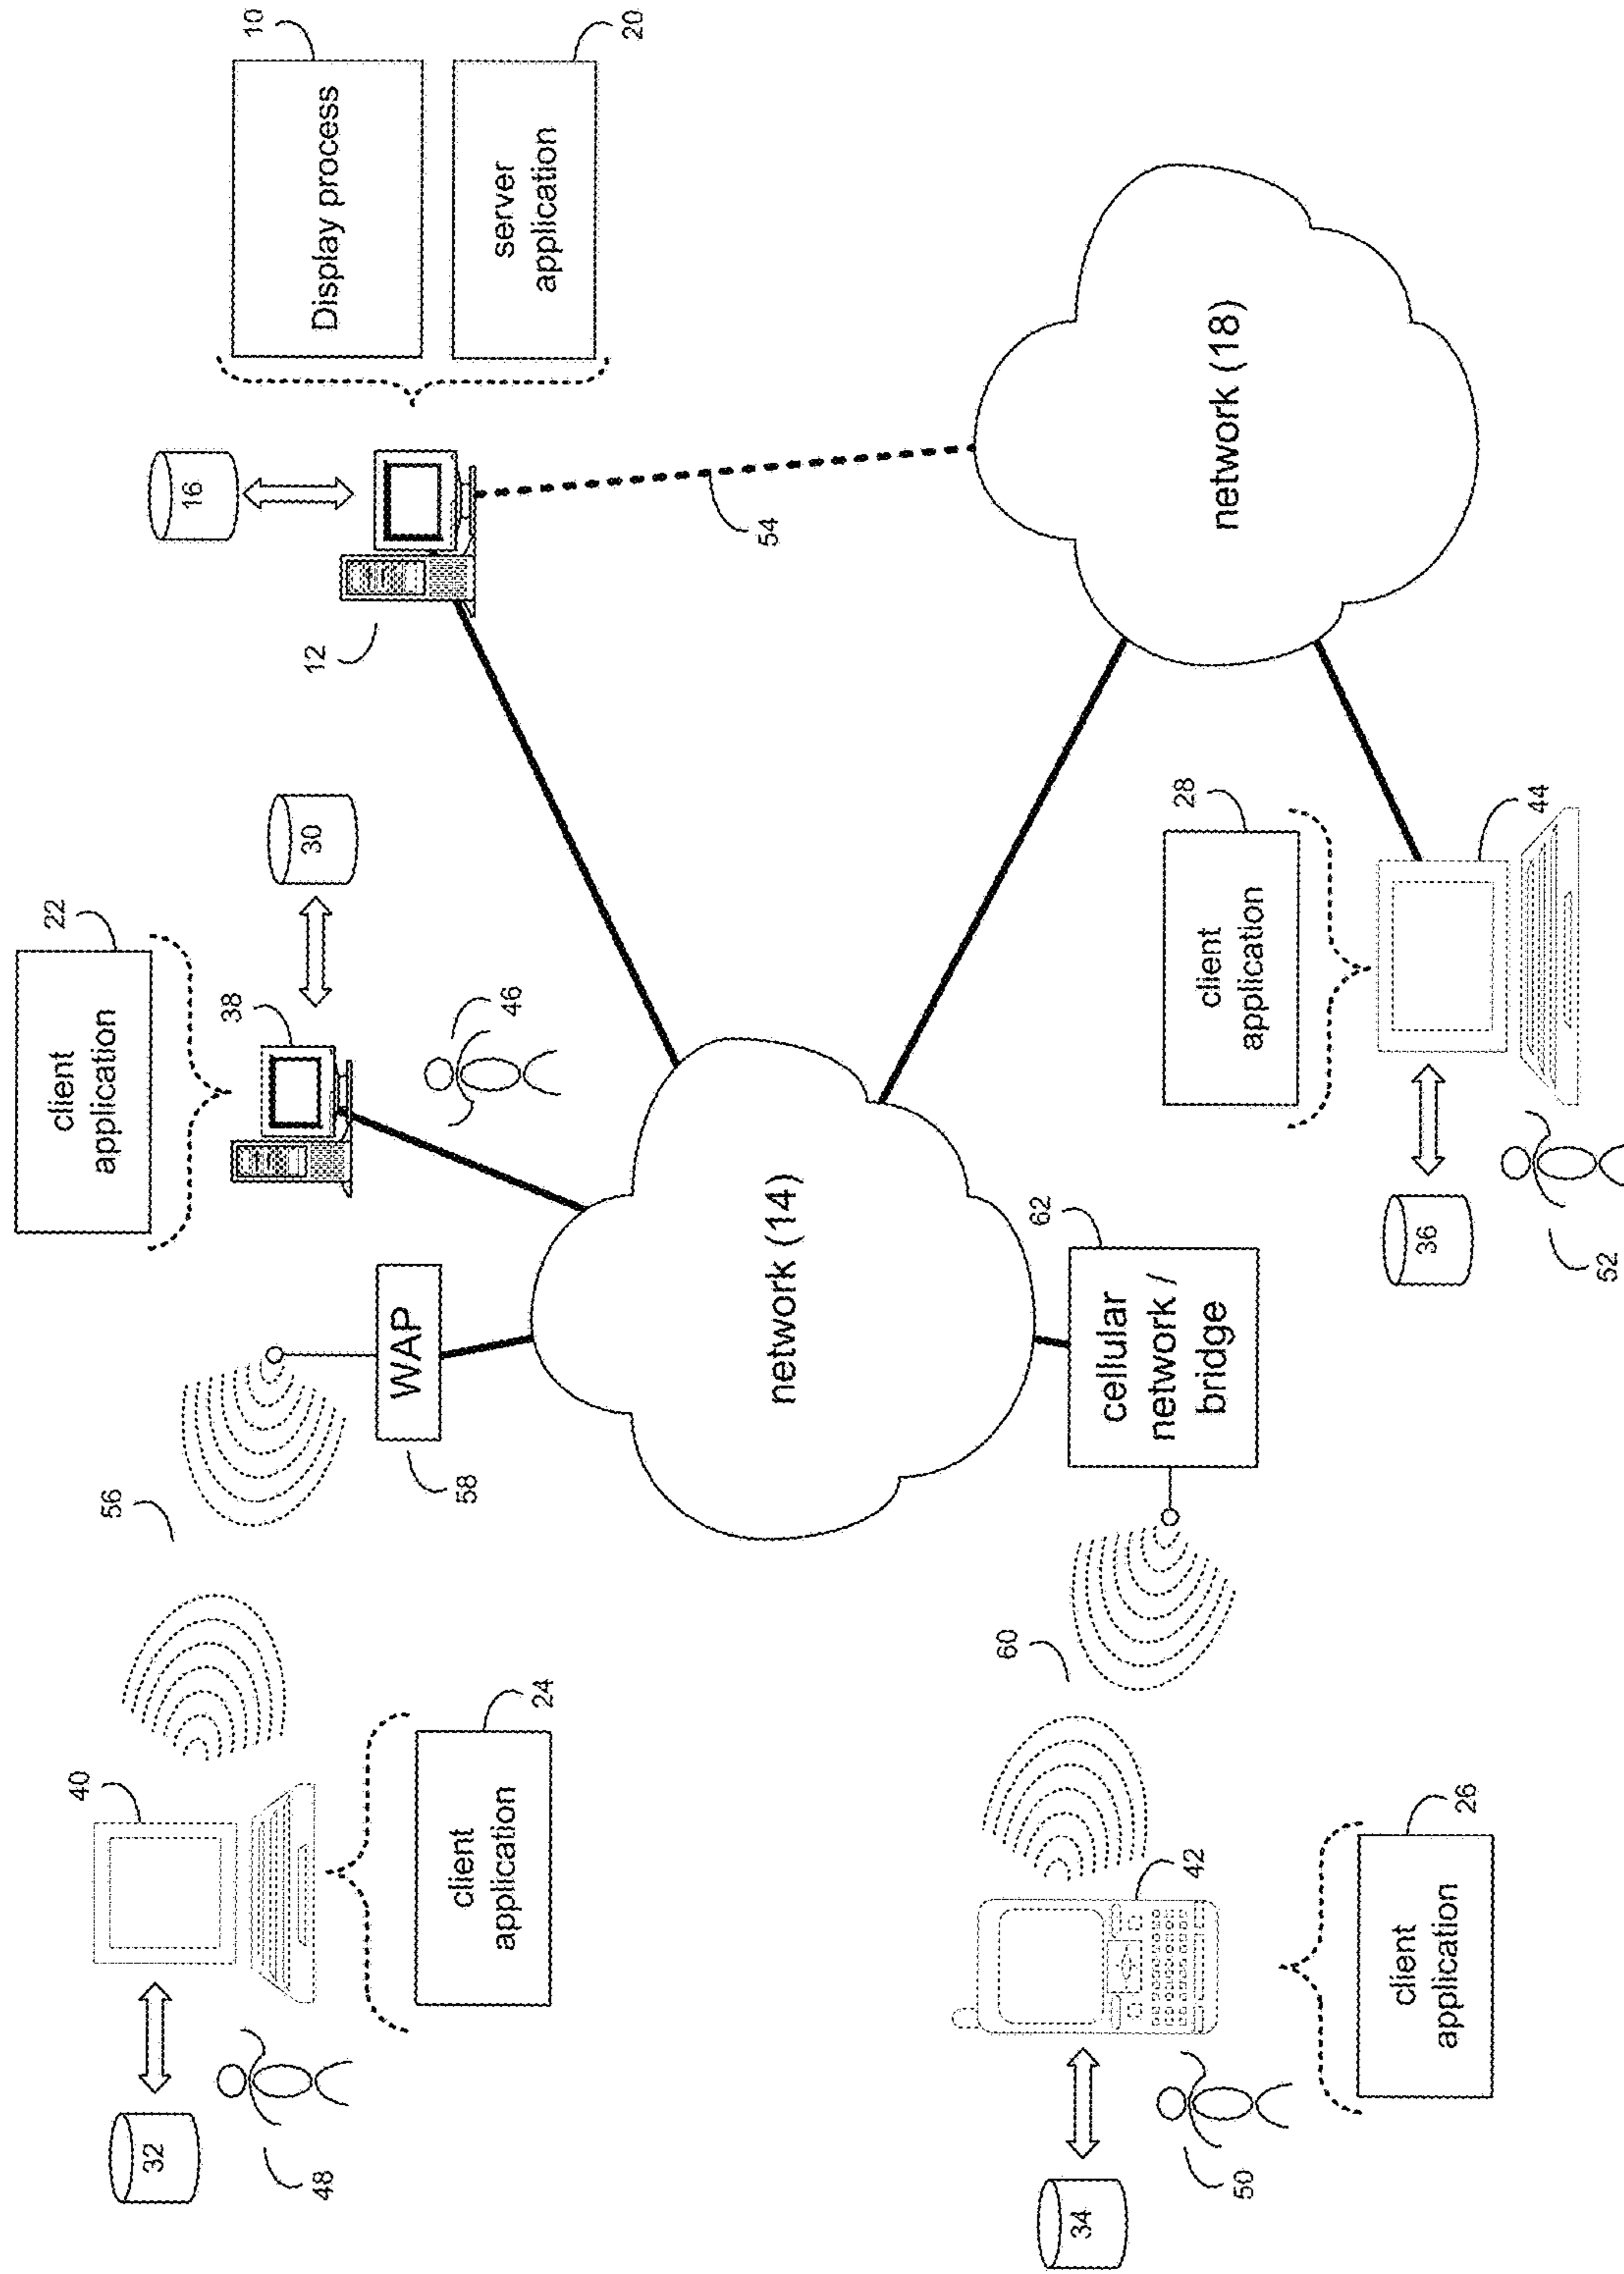 32
48
40
client
application
24
56
WAP
58
client
application
22
38
30
46
16
12
Display process
10
server
application
20
54
network (14)
network (18)
34
50
42
client
application
26
60
cellular
network /
bridge
62
36
52
client
application
28
44